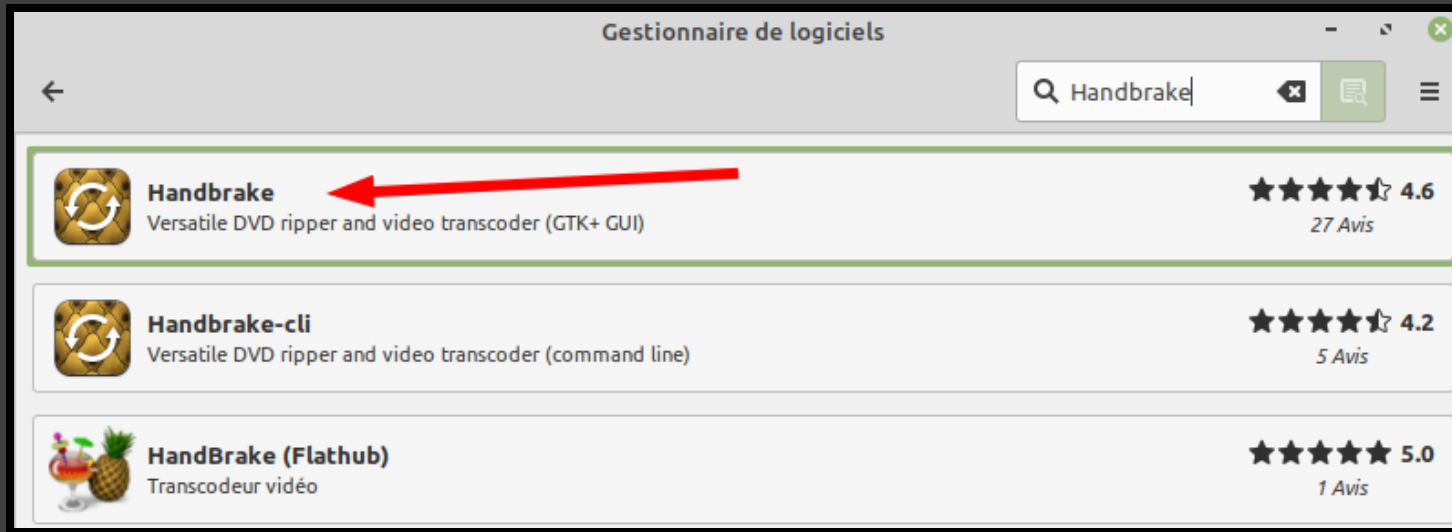 Gestionnaire de logiciels
Handbrake
Handbrake
Versatile DVD ripper and video transcoder (GTK+ GUI)
4.6
27 Avis
Handbrake-cli
Versatile DVD ripper and video transcoder (command line)
4.2
5 Avis
HandBrake (Flathub)
Transcodeur vidéo
5.0
1 Avis